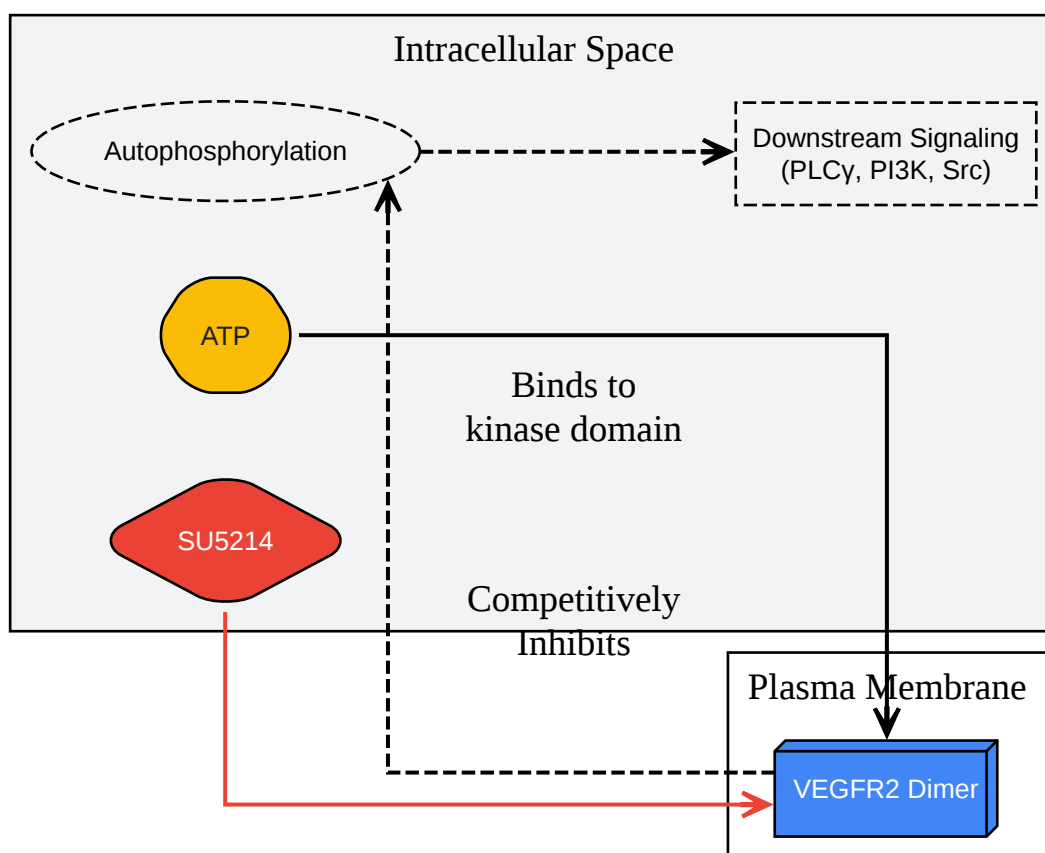 Intracellular Space
Autophosphorylation
Downstream Signaling
(PLCγ, PI3K, Src)
ATP
Binds to
kinase domain
SU5214
Competitively
Inhibits
Plasma Membrane
VEGFR2 Dimer